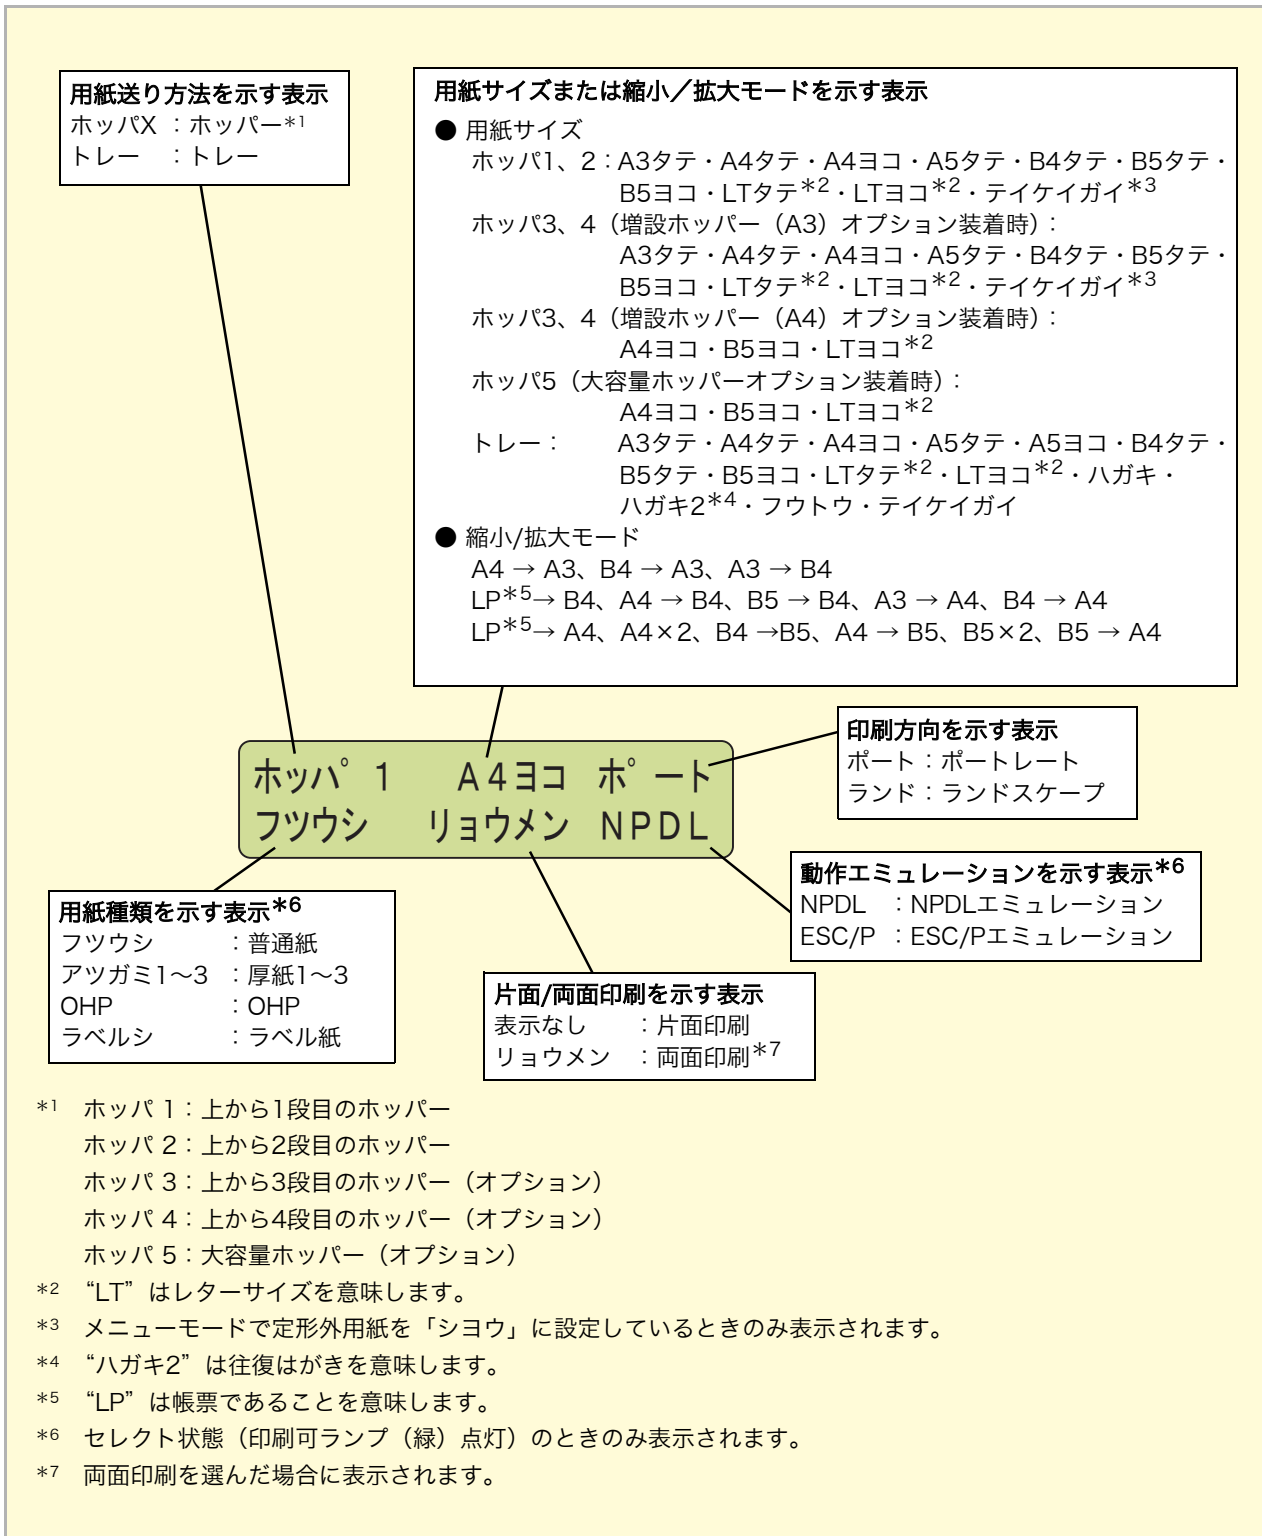 用紙送り方法を示す表示
ホッパX ：ホッパー*1
トレー ：トレー
用紙サイズまたは縮小／拡大モードを示す表示
● 用紙サイズ
ホッパ1、2：A3タテ・A4タテ・A4ヨコ・A5タテ・B4タテ・B5タテ・
B5ヨコ・LTタテ*2・LTヨコ*2・テイケイガイ*3
ホッパ3、4（増設ホッパー（A3）オプション装着時）：
A3タテ・A4タテ・A4ヨコ・A5タテ・B4タテ・B5タテ・
B5ヨコ・LTタテ*2・LTヨコ*2・テイケイガイ*3
ホッパ3、4（増設ホッパー（A4）オプション装着時）：
A4ヨコ・B5ヨコ・LTヨコ*2
ホッパ5（大容量ホッパーオプション装着時）：
A4ヨコ・B5ヨコ・LTヨコ*2
トレー： A3タテ・A4タテ・A4ヨコ・A5タテ・A5ヨコ・B4タテ・
B5タテ・B5ヨコ・LTタテ*2・LTヨコ*2・ハガキ・
ハガキ2*4・フウトウ・テイケイガイ
● 縮小/拡大モード
A4 → A3、B4 → A3、A3 → B4
LP*5→ B4、A4 → B4、B5 → B4、A3 → A4、B4 → A4
LP*5→ A4、A4×2、B4 →B5、A4 → B5、B5×2、B5 → A4
ホッパ 1 A4ヨコ ポート
フツウシ リョウメン NPDL
印刷方向を示す表示
ポート：ポートレート
ランド：ランドスケープ
動作エミュレーションを示す表示*6
NPDL ：NPDLエミュレーション
ESC/P ：ESC/Pエミュレーション
用紙種類を示す表示*6
フツウシ ：普通紙
アツガミ1～3 ：厚紙1～3
OHP ：OHP
ラベルシ ：ラベル紙
片面/両面印刷を示す表示
表示なし ：片面印刷
リョウメン ：両面印刷*7
*1 ホッパ 1：上から1段目のホッパー
ホッパ 2：上から2段目のホッパー
ホッパ 3：上から3段目のホッパー（オプション）
ホッパ 4：上から4段目のホッパー（オプション）
ホッパ 5：大容量ホッパー（オプション）
*2 “LT”はレターサイズを意味します。
*3 メニューモードで定形外用紙を「シヨウ」に設定しているときのみ表示されます。
*4 “ハガキ2”は往復はがきを意味します。
*5 “LP”は帳票であることを意味します。
*6 セレクト状態（印刷可ランプ（緑）点灯）のときのみ表示されます。
*7 両面印刷を選んだ場合に表示されます。